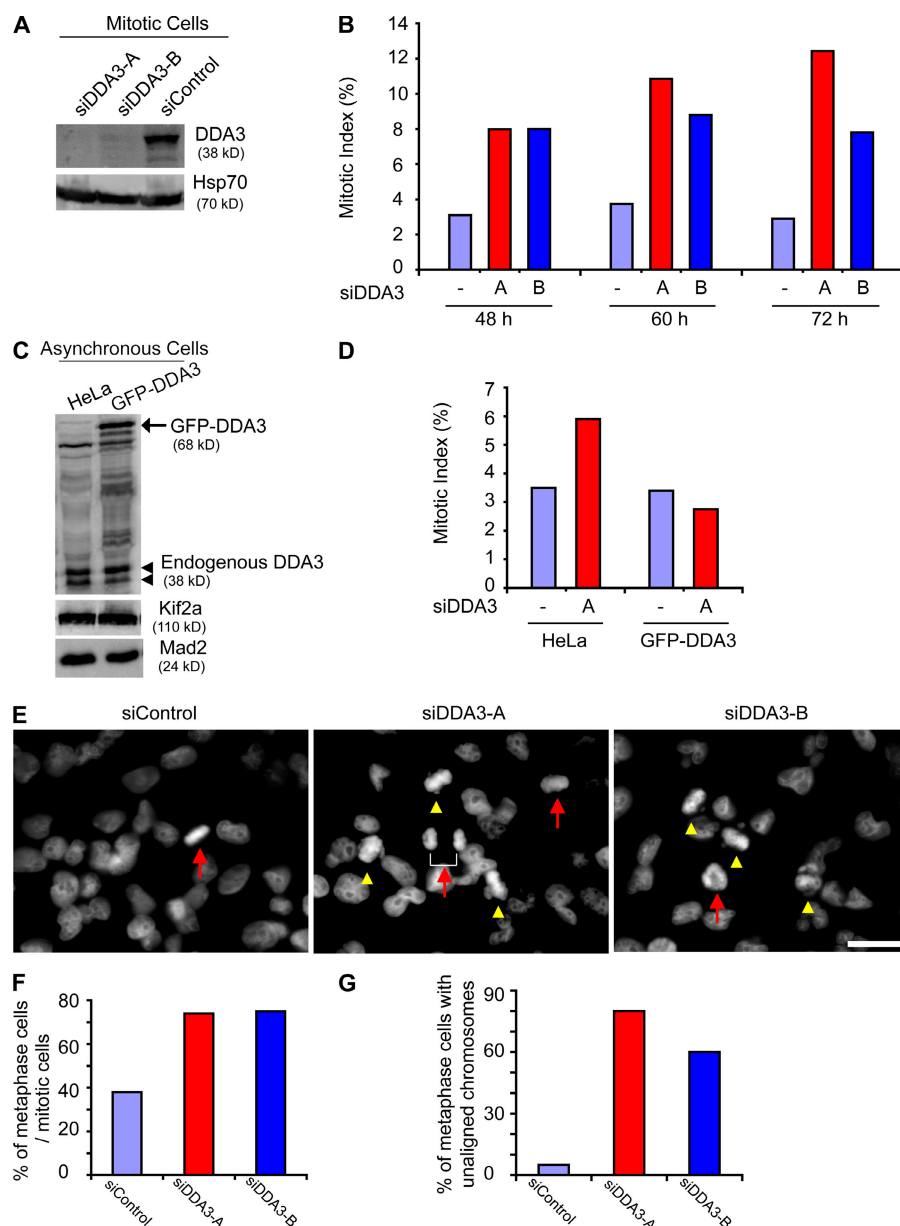 A
Mitotic Cells
siDDA3-A
siDDA3-B
siControl
DDA3
(38 kD)
Hsp70
(70 kD)
B
Mitotic Index (%)
14
12
10
8
6
4
2
0
siDDA3
- A B - A B - A B
48 h 60 h 72 h
C
Asynchronous Cells
HeLa
GFP-DDA3
GFP-DDA3
(68 kD)
Endogenous DDA3
(38 kD)
Kif2a
(110 kD)
Mad2
(24 kD)
D
Mitotic Index (%)
7
6
5
4
3
2
1
0
siDDA3
- A - A
HeLa GFP-DDA3
E
siControl siDDA3-A siDDA3-B
F
% of metaphase cells
/ mitotic cells
80
60
40
20
0
siControl
siDDA3-A
siDDA3-B
G
% of metaphase cells with
unaligned chromosomes
90
60
30
0
siControl
siDDA3-A
siDDA3-B